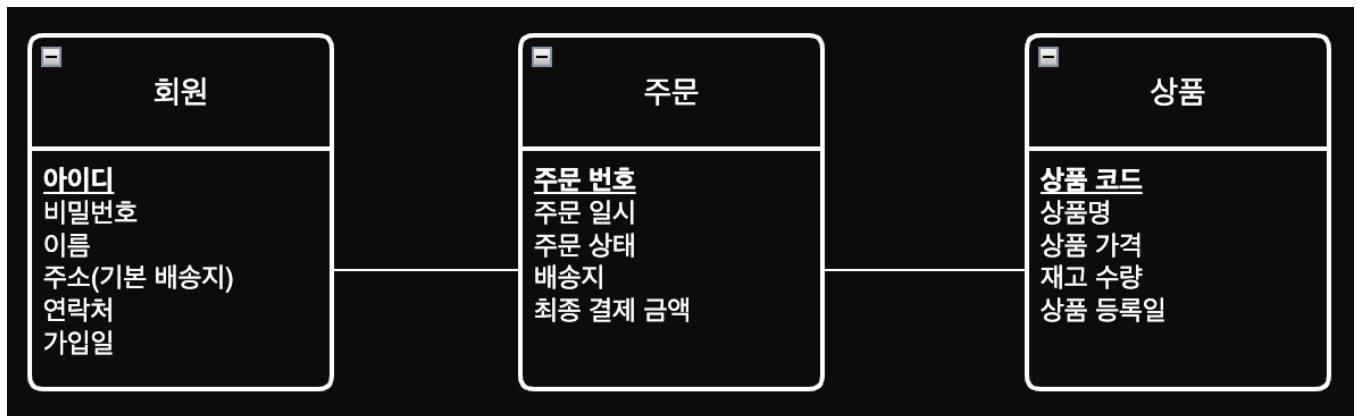 회원
아이디
비밀번호
이름
주소(기본 배송지)
연락처
가입일
주문
주문 번호
주문 일시
주문 상태
배송지
최종 결제 금액
상품
상품 코드
상품명
상품 가격
재고 수량
상품 등록일